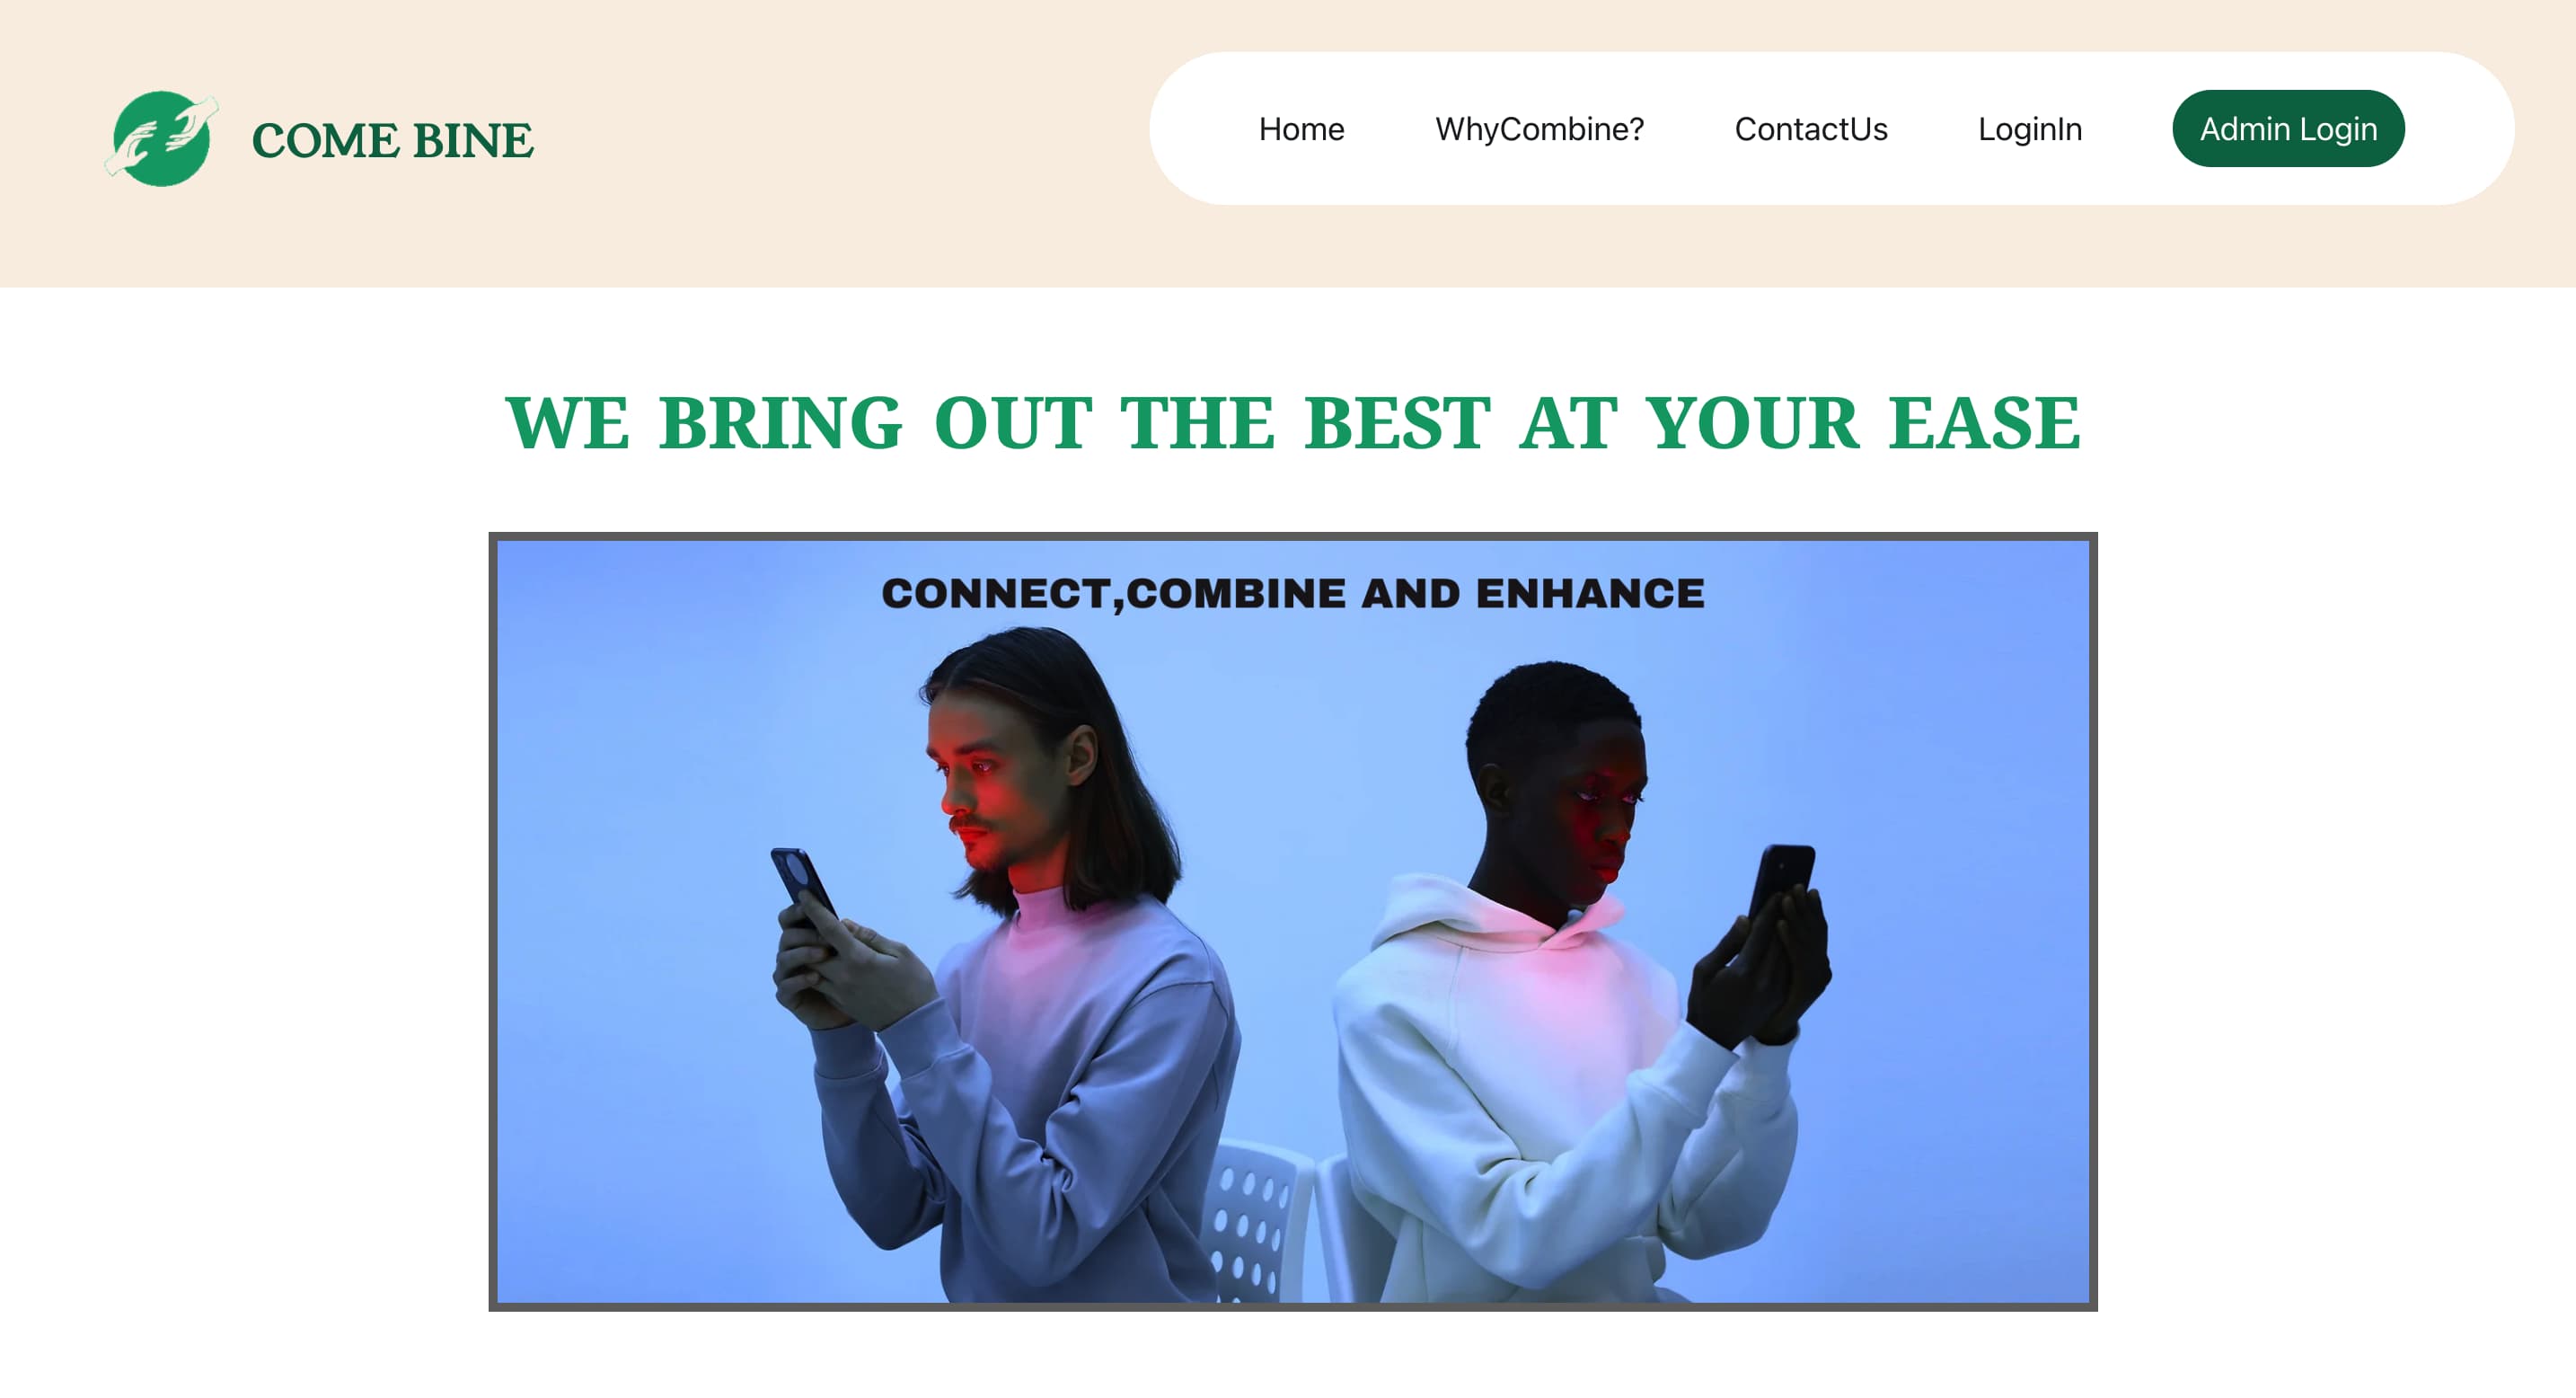 COME BINE
Home WhyCombine? ContactUs LoginIn Admin Login
WE BRING OUT THE BEST AT YOUR EASE
CONNECT,COMBINE AND ENHANCE